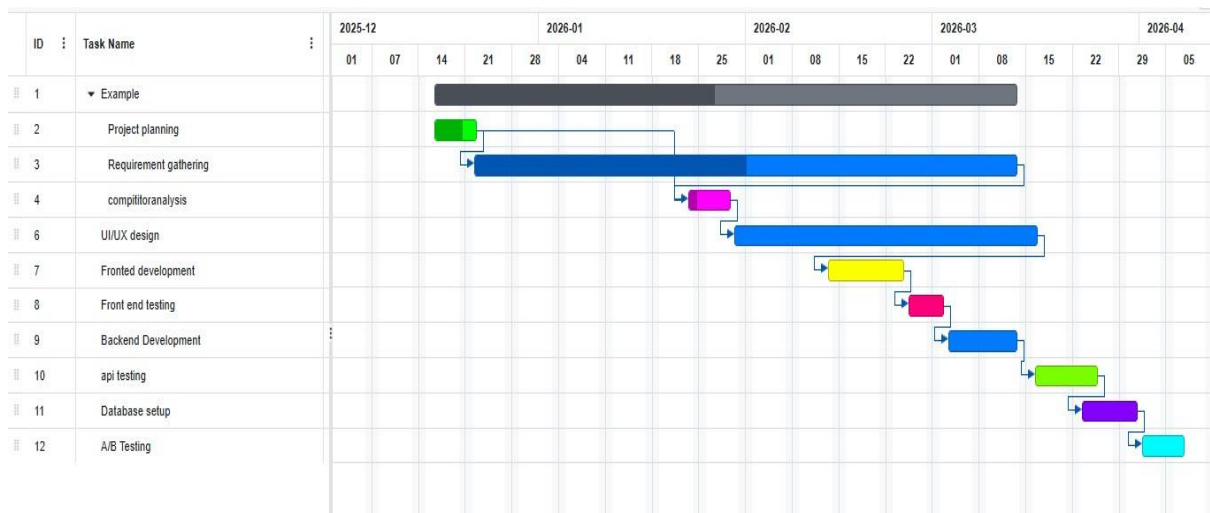 2025-12 2026-01 2026-02 2026-03 2026-04
ID Task Name
01 07 14 21 28 04 11 18 25 01 08 15 22 01 08 15 22 29 05
1 Example
2 Project planning
3 Requirement gathering
4 compititoranalysis
6 UI/UX design
7 Fronted development
8 Front end testing
9 Backend Development
10 api testing
11 Database setup
12 A/B Testing